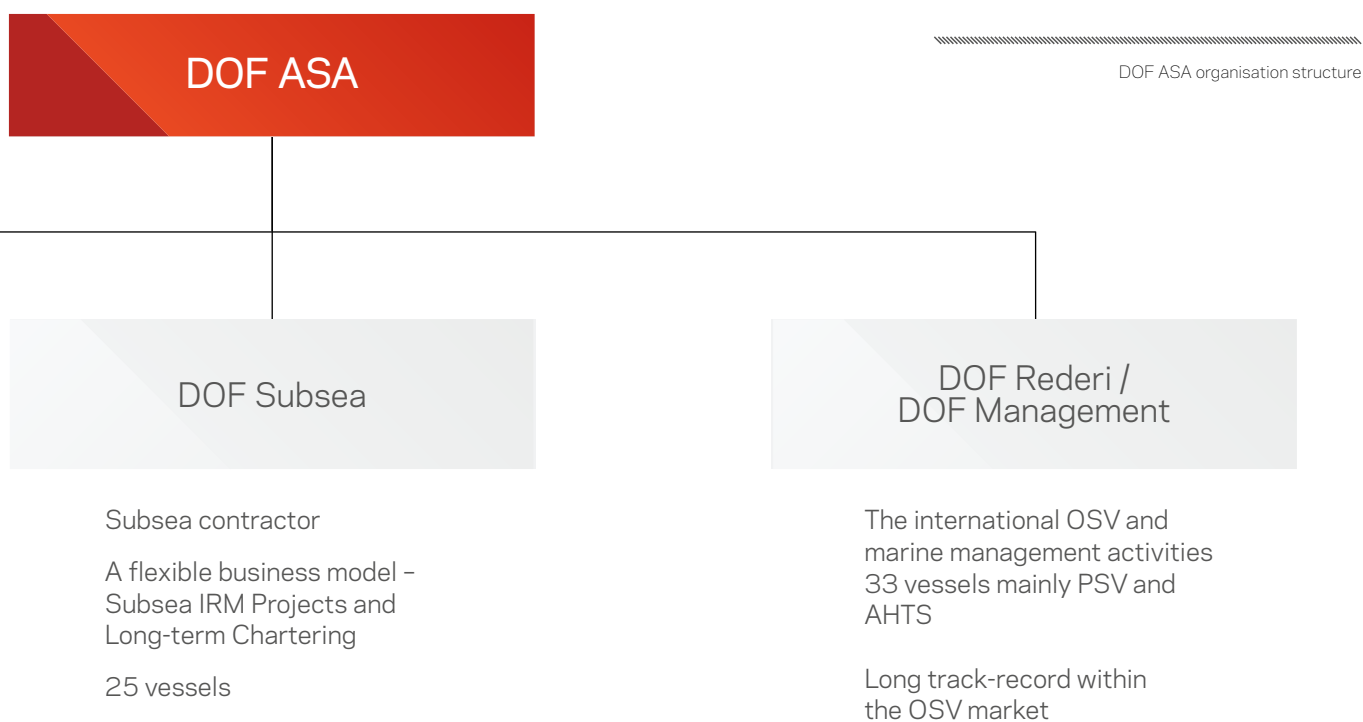 DOF ASA
DOF ASA organisation structure
DOF Subsea
Subsea contractor
A flexible business model –
Subsea IRM Projects and
Long-term Chartering
25 vessels
DOF Rederi /
DOF Management
The international OSV and
marine management activities
33 vessels mainly PSV and
AHTS
Long track-record within
the OSV market